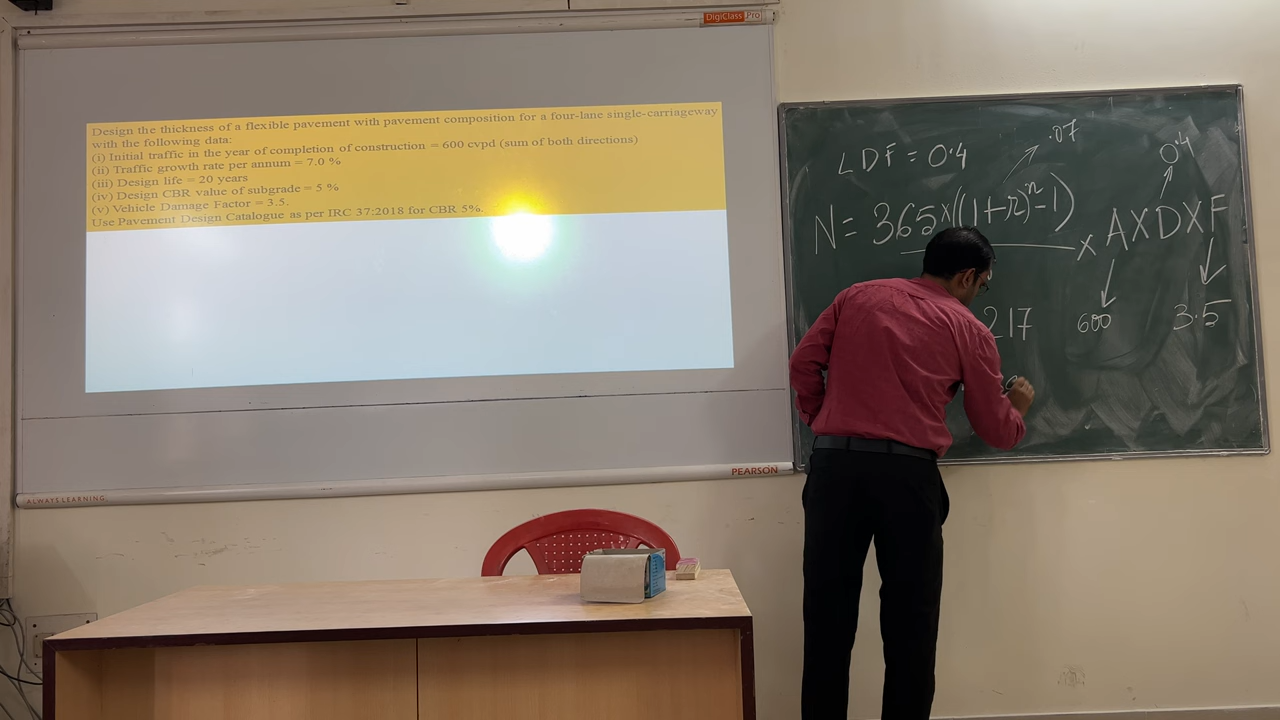 DigiClass Pro
Design the thickness of a flexible pavement with pavement composition for a four-lane single-carriageway
with the following data:
(i) Initial traffic in the year of completion of construction = 600 cvpd (sum of both directions)
(ii) Traffic growth rate per annum = 7.0 %
(iii) Design life = 20 years
(iv) Design CBR value of subgrade = 5 %
(v) Vehicle Damage Factor = 3.5.
Use Pavement Design Catalogue as per IRC 37:2018 for CBR 5%.
ALWAYS LEARNING
PEARSON
LDF = 0.4
.07
0.4
N = 365×((1+r)^n-1) × A×D×F
217
600
3.5